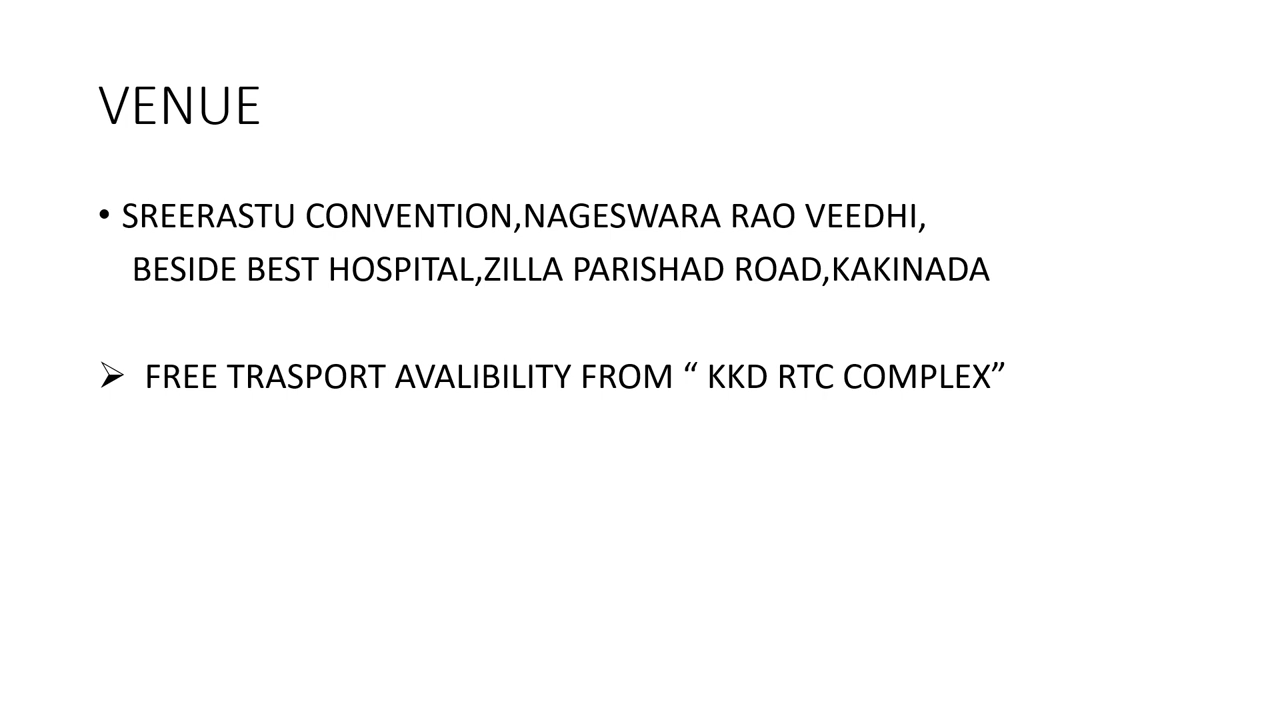 VENUE
• SREERASTU CONVENTION,NAGESWARA RAO VEEDHI,
BESIDE BEST HOSPITAL,ZILLA PARISHAD ROAD,KAKINADA
➢ FREE TRASPORT AVALIBILITY FROM “ KKD RTC COMPLEX”